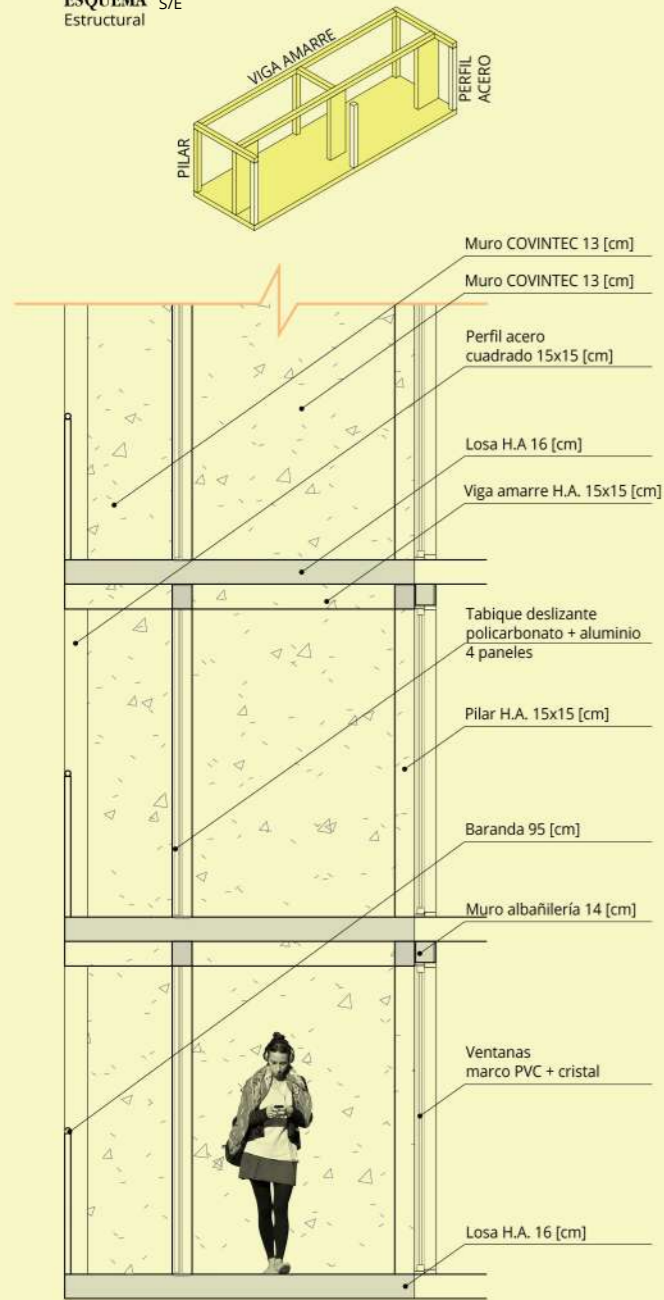 ESQUEMA S/E
Estructural
VIGA AMARRE
PERFIL
ACERO
PILAR
Muro COVINTEC 13 [cm]
Muro COVINTEC 13 [cm]
Perfil acero
cuadrado 15x15 [cm]
Losa H.A 16 [cm]
Viga amarre H.A. 15x15 [cm]
Tabique deslizante
policarbonato + aluminio
4 paneles
Pilar H.A. 15x15 [cm]
Baranda 95 [cm]
Muro albañilería 14 [cm]
Ventanas
marco PVC + cristal
Losa H.A. 16 [cm]